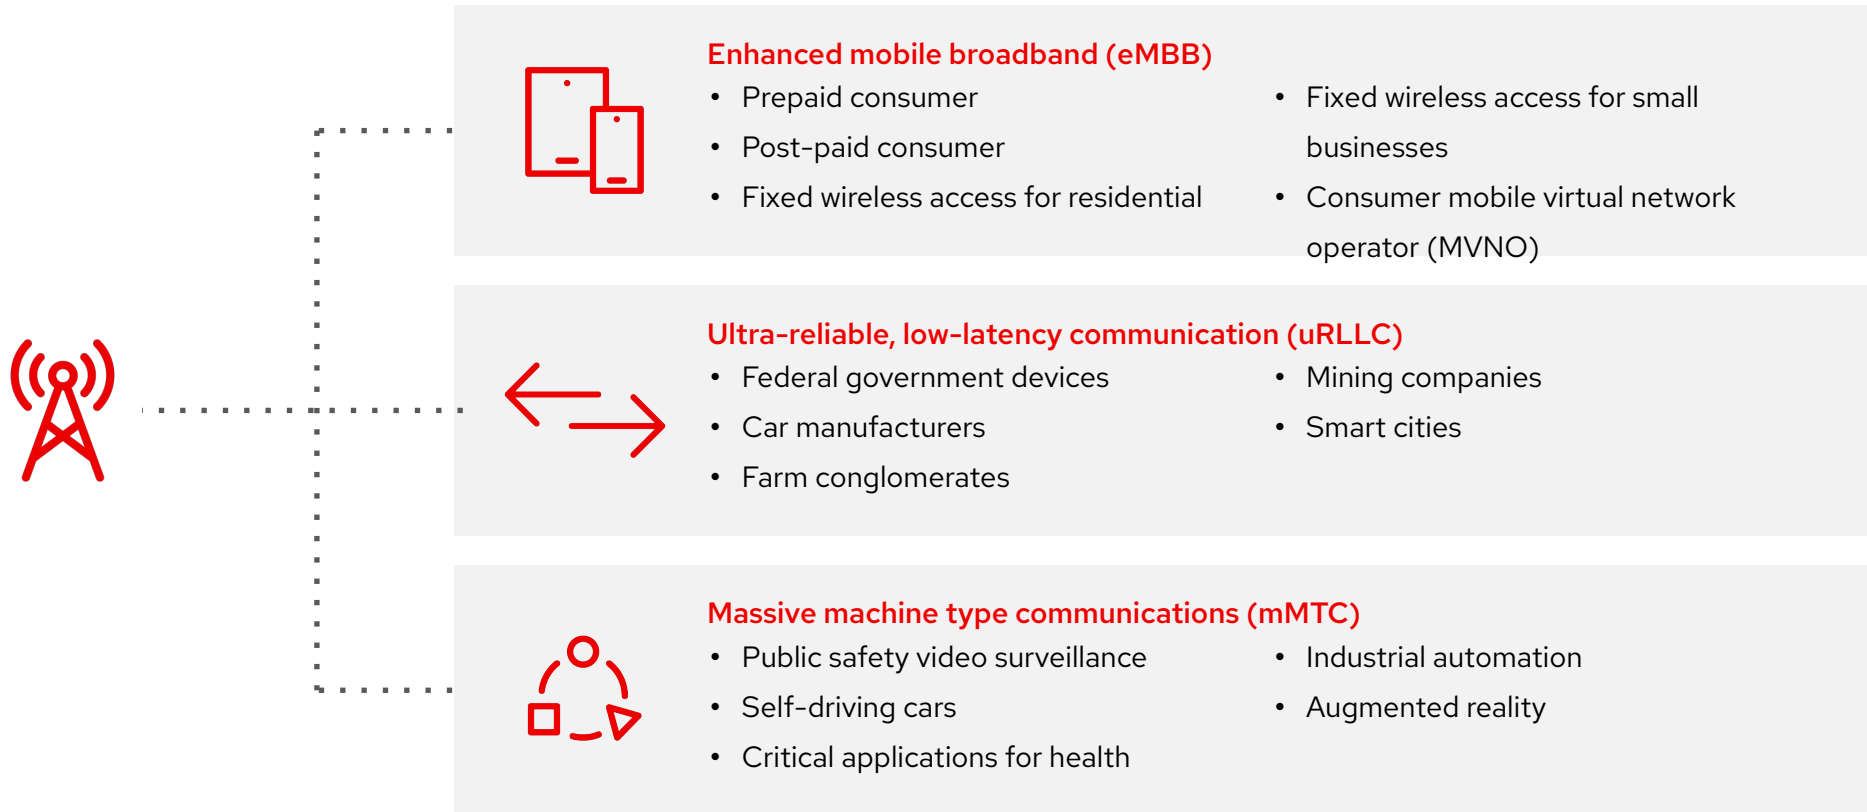 Enhanced mobile broadband (eMBB)
• Prepaid consumer
• Post-paid consumer
• Fixed wireless access for residential
• Fixed wireless access for small
businesses
• Consumer mobile virtual network
operator (MVNO)
Ultra-reliable, low-latency communication (uRLLC)
• Federal government devices
• Car manufacturers
• Farm conglomerates
• Mining companies
• Smart cities
Massive machine type communications (mMTC)
• Public safety video surveillance
• Self-driving cars
• Critical applications for health
• Industrial automation
• Augmented reality